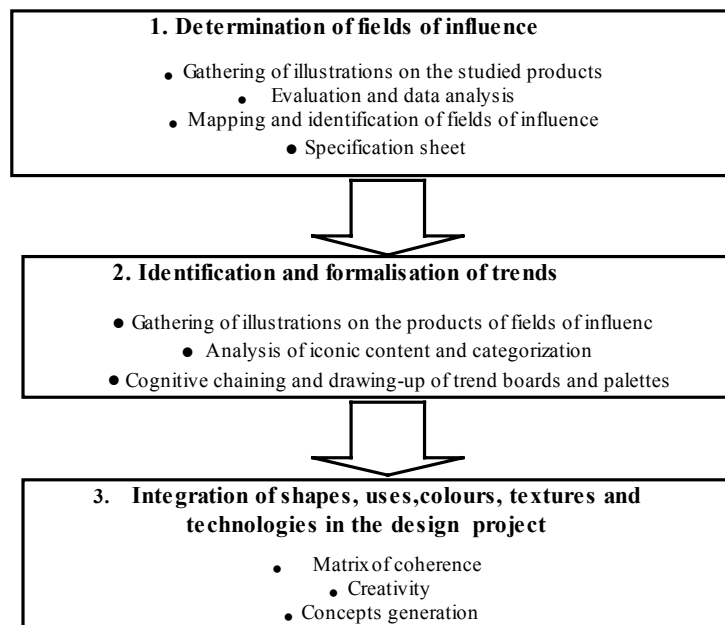 1. Determination of fields of influence
• Gathering of illustrations on the studied products
• Evaluation and data analysis
• Mapping and identification of fields of influence
• Specification sheet
2. Identification and formalisation of trends
• Gathering of illustrations on the products of fields of influenc
• Analysis of iconic content and categorization
• Cognitive chaining and drawing-up of trend boards and palettes
3. Integration of shapes, uses,colours, textures and
technologies in the design project
• Matrix of coherence
• Creativity
• Concepts generation